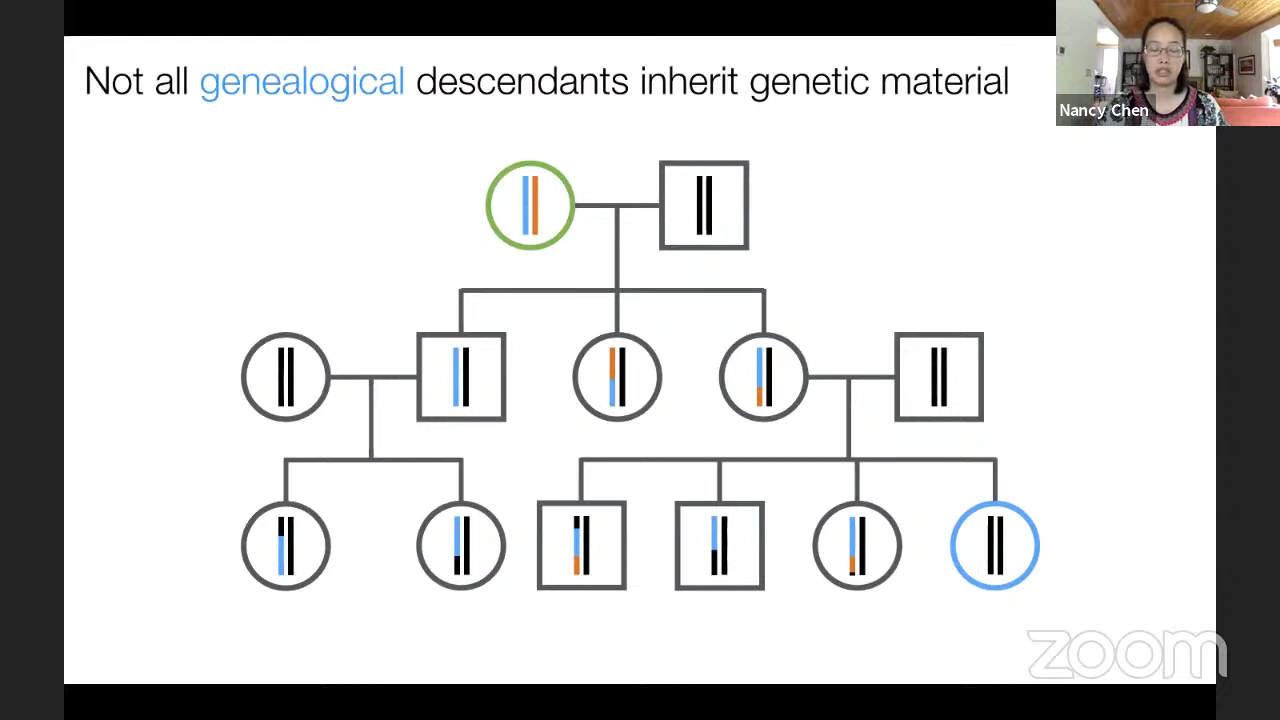 Not all genealogical descendants inherit genetic material
Nancy Chen
zoom